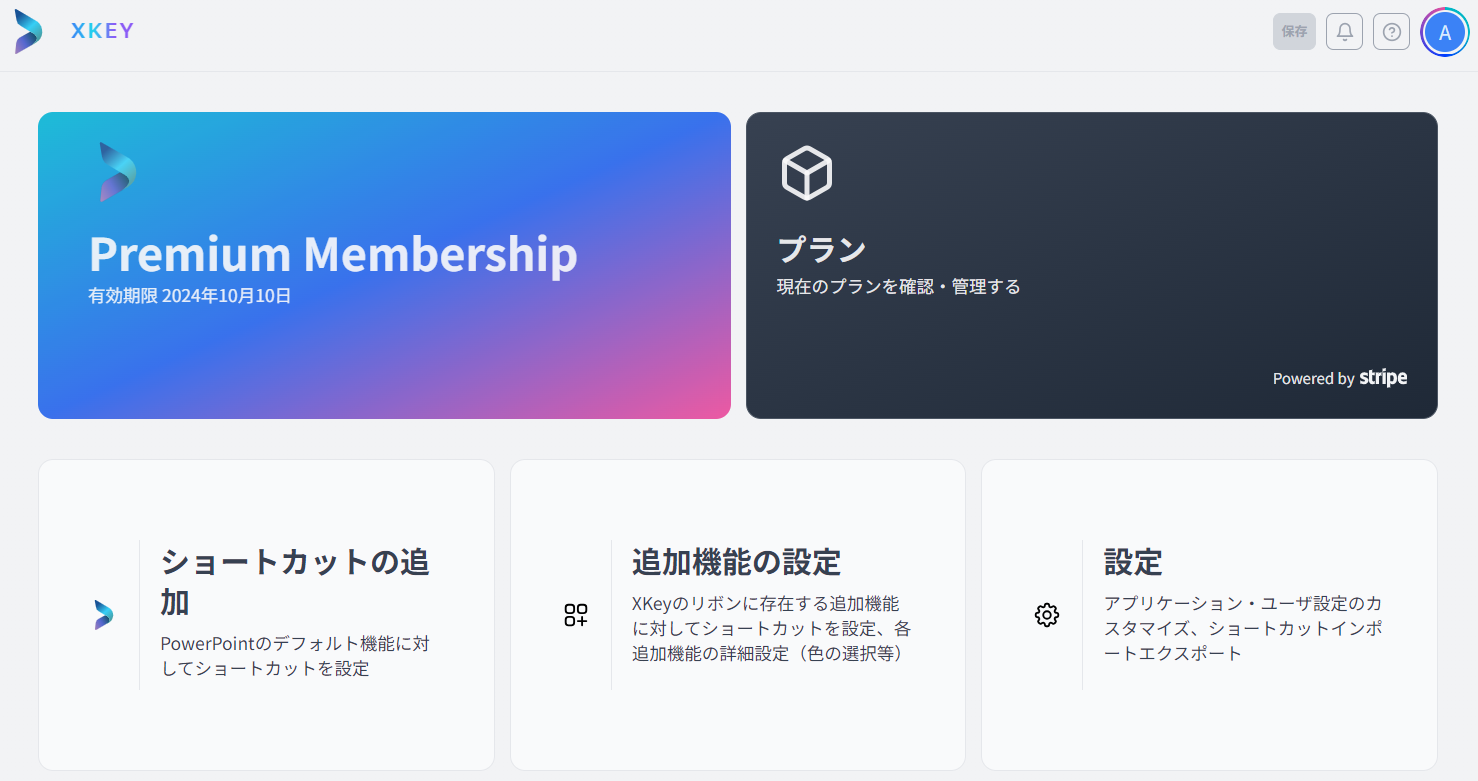 XKEY
保存
A
Premium Membership
有効期限 2024年10月10日
プラン
現在のプランを確認・管理する
Powered by stripe
ショートカットの追
加
PowerPointのデフォルト機能に対
してショートカットを設定
追加機能の設定
XKeyのリボンに存在する追加機能
に対してショートカットを設定、各
追加機能の詳細設定（色の選択等）
設定
アプリケーション・ユーザ設定のカ
スタマイズ、ショートカットインポ
ートエクスポート